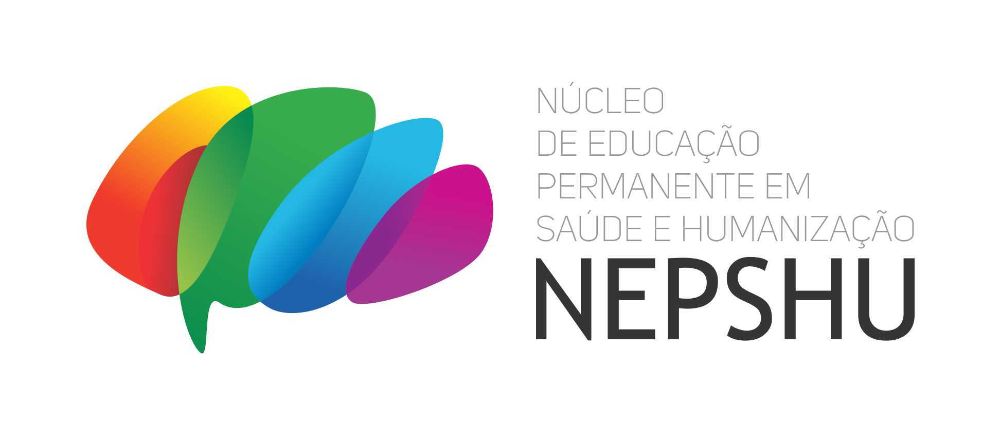 NÚCLEO
DE EDUCAÇÃO
PERMANENTE EM
SAÚDE E HUMANIZAÇÃO
NEPSHU